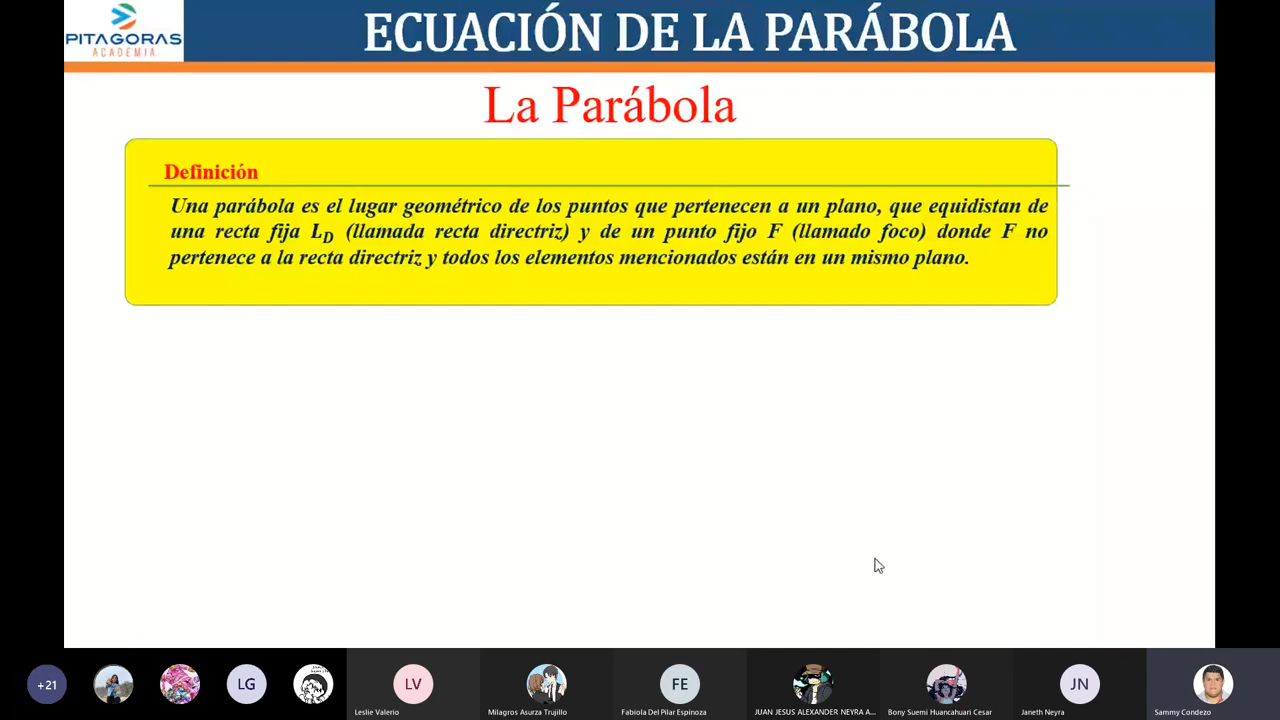 PITAGORAS
ACADEMIA
ECUACIÓN DE LA PARÁBOLA
La Parábola
Definición
Una parábola es el lugar geométrico de los puntos que pertenecen a un plano, que equidistan de
una recta fija L_D (llamada recta directriz) y de un punto fijo F (llamado foco) donde F no
pertenece a la recta directriz y todos los elementos mencionados están en un mismo plano.
+21
LG
LV
FE
JN
Leslie Valerio
Milagros Asurza Trujillo
Fabiola Del Pilar Espinoza
JUAN JESUS ALEXANDER NEYRA A...
Bony Suemi Huancahuari Cesar
Janeth Neyra
Sammy Condezo